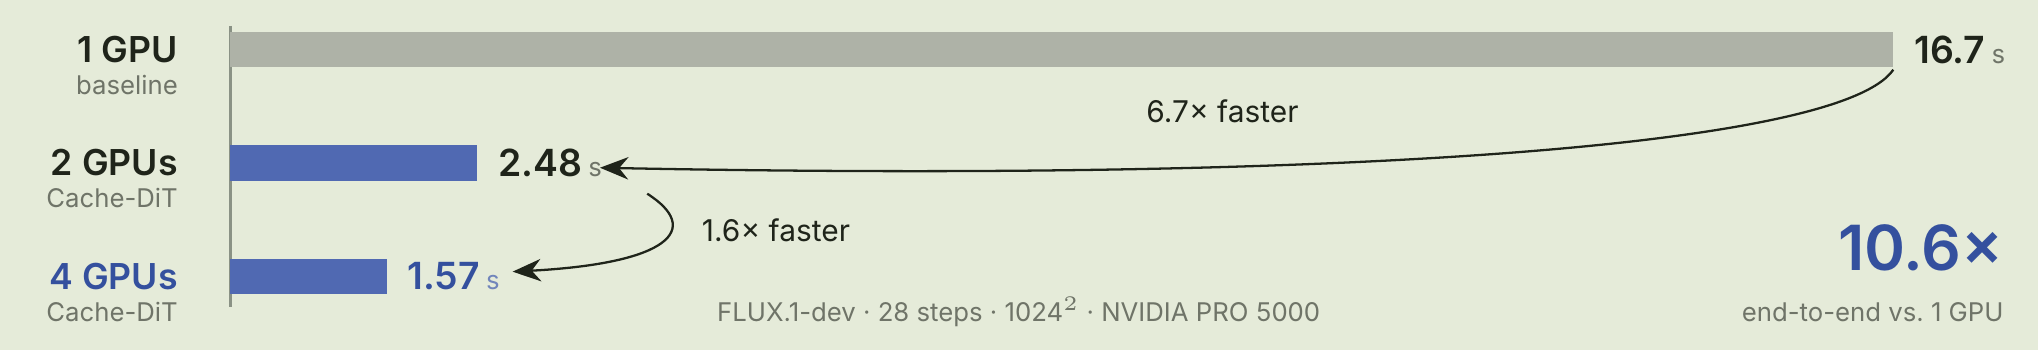 1 GPU
baseline
16.7 s
6.7× faster
2 GPUs
Cache-DiT
2.48 s
1.6× faster
4 GPUs
Cache-DiT
1.57 s
10.6×
end-to-end vs. 1 GPU
FLUX.1-dev · 28 steps · 1024² · NVIDIA PRO 5000